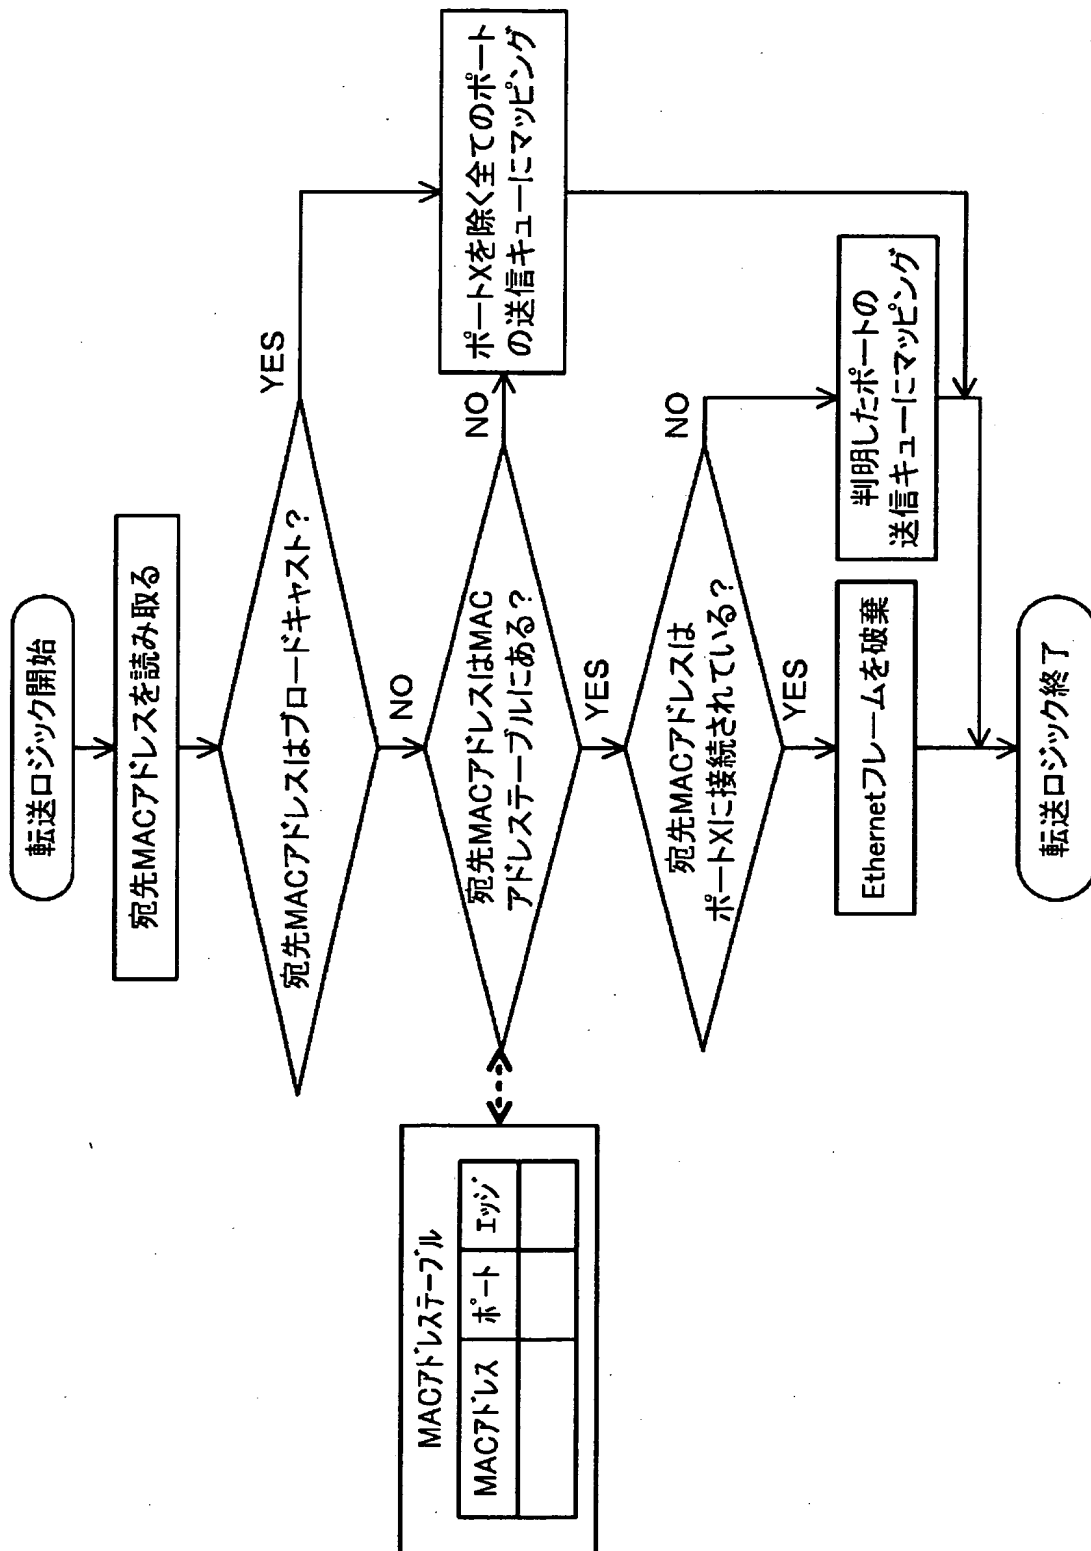 転送ロジック開始
宛先MACアドレスを読み取る
宛先MACアドレスはブロードキャスト?
YES
NO
MACアドレステーブル
MACアドレス
ポート
エッジ
宛先MACアドレスはMAC
アドレステーブルにある?
NO
YES
ポートXを除く全てのポート
の送信キューにマッピング
宛先MACアドレスは
ポートXに接続されている?
NO
YES
Ethernetフレームを破棄
判明したポートの
送信キューにマッピング
転送ロジック終了